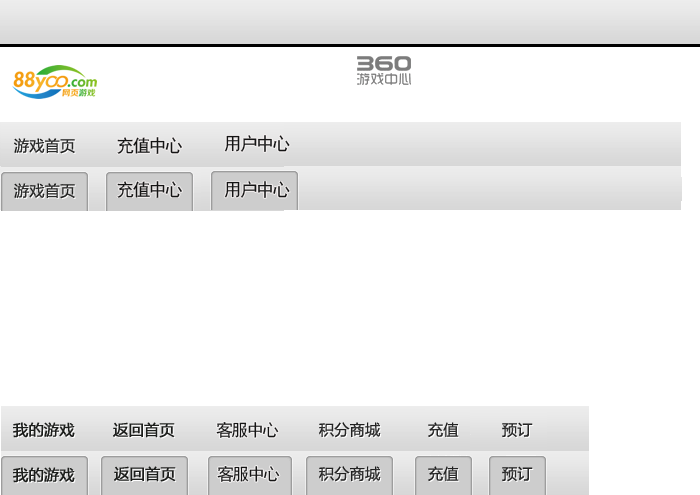 88yoo.com
网页游戏
360
游戏中心
游戏首页 充值中心 用户中心
游戏首页 充值中心 用户中心
我的游戏 返回首页 客服中心 积分商城 充值 预订
我的游戏 返回首页 客服中心 积分商城 充值 预订